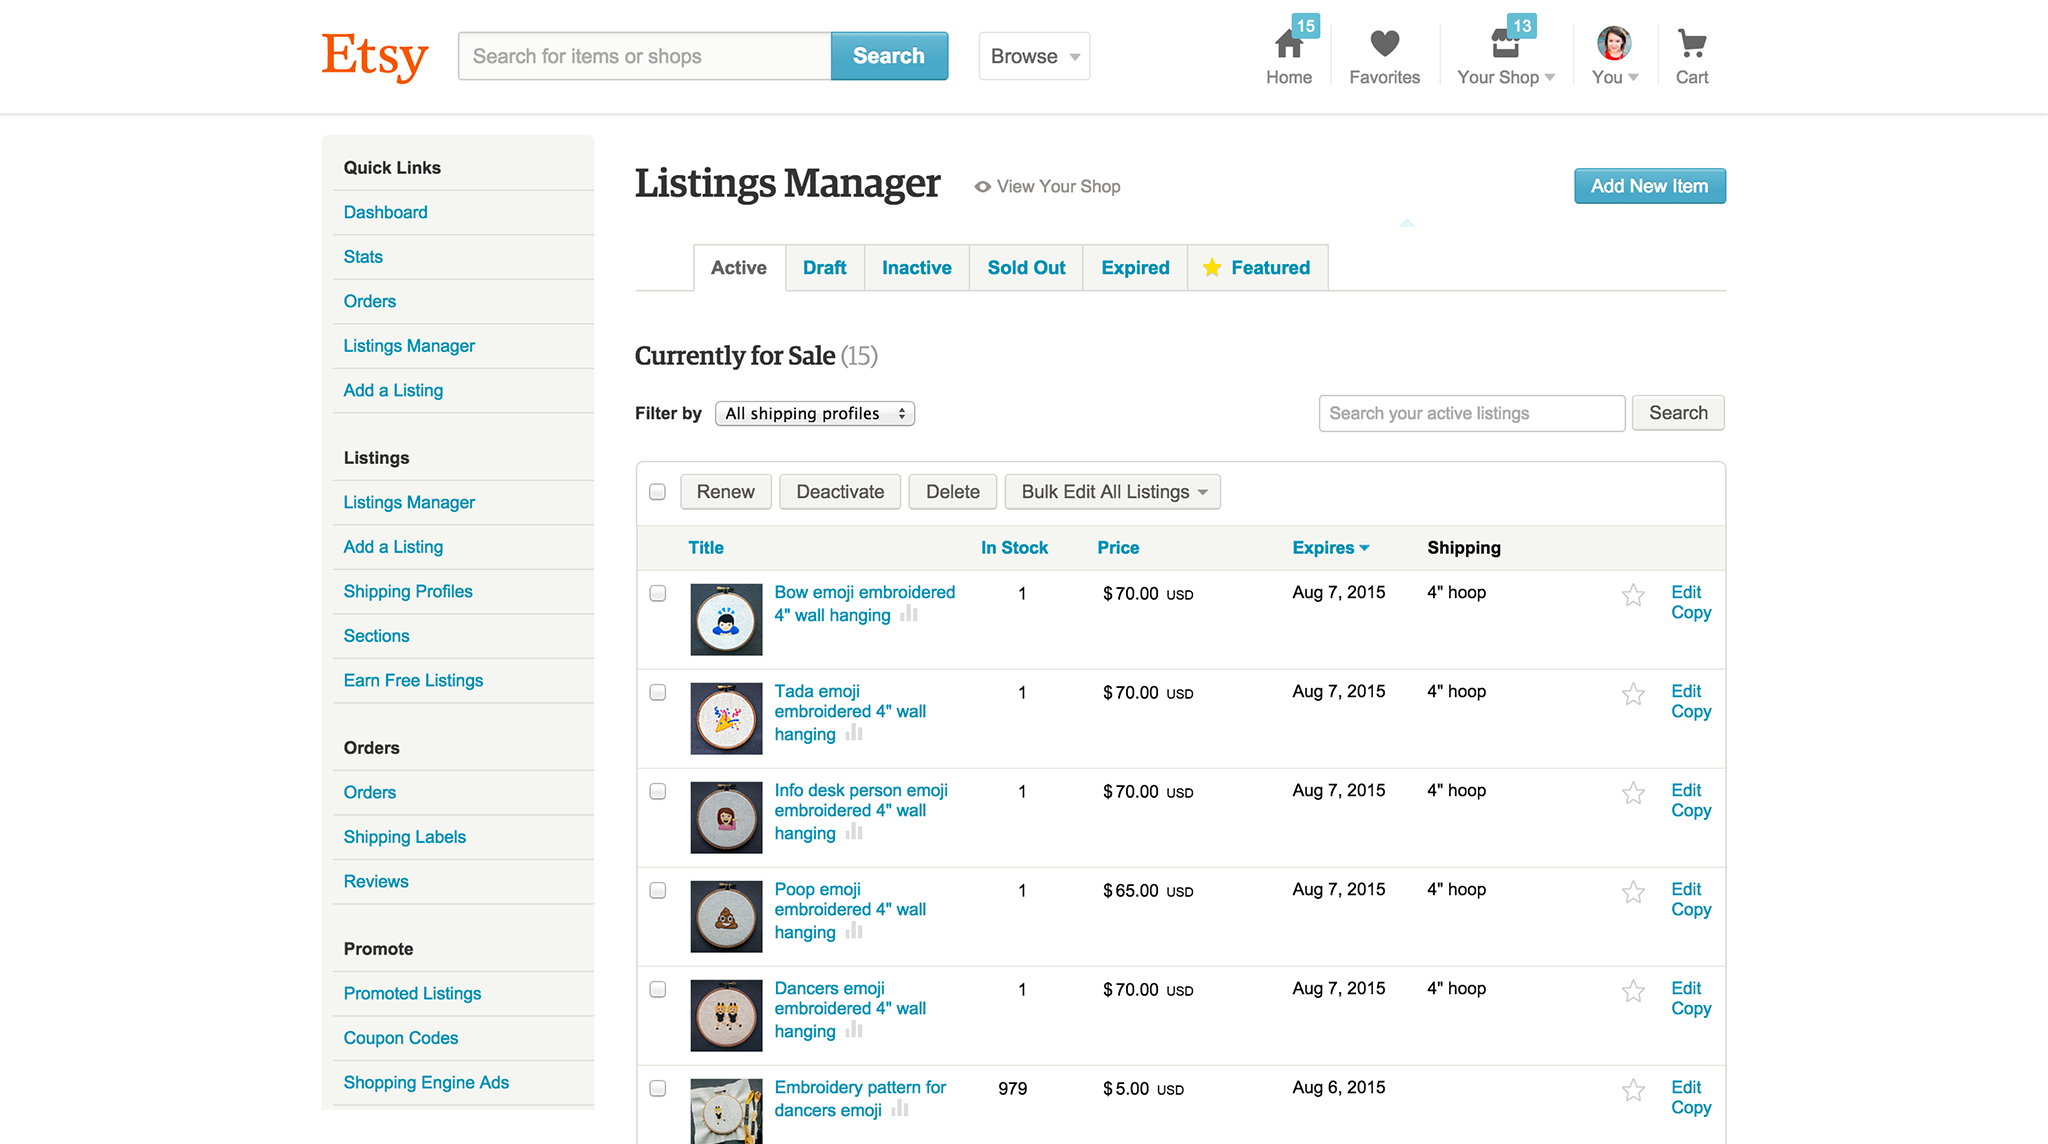 Etsy
Search for items or shops
Search
Browse
15
Home
Favorites
13
Your Shop
You
Cart
Quick Links
Dashboard
Stats
Orders
Listings Manager
Add a Listing
Listings
Listings Manager
Add a Listing
Shipping Profiles
Sections
Earn Free Listings
Orders
Orders
Shipping Labels
Reviews
Promote
Promoted Listings
Coupon Codes
Shopping Engine Ads
Listings Manager
View Your Shop
Add New Item
Active
Draft
Inactive
Sold Out
Expired
Featured
Currently for Sale (15)
Filter by
All shipping profiles
Search your active listings
Search
Renew
Deactivate
Delete
Bulk Edit All Listings
Title
In Stock
Price
Expires
Shipping
Bow emoji embroidered
4" wall hanging
1
$ 70.00 USD
Aug 7, 2015
4" hoop
Edit
Copy
Tada emoji
embroidered 4" wall
hanging
1
$ 70.00 USD
Aug 7, 2015
4" hoop
Edit
Copy
Info desk person emoji
embroidered 4" wall
hanging
1
$ 70.00 USD
Aug 7, 2015
4" hoop
Edit
Copy
Poop emoji
embroidered 4" wall
hanging
1
$ 65.00 USD
Aug 7, 2015
4" hoop
Edit
Copy
Dancers emoji
embroidered 4" wall
hanging
1
$ 70.00 USD
Aug 7, 2015
4" hoop
Edit
Copy
Embroidery pattern for
dancers emoji
979
$ 5.00 USD
Aug 6, 2015
Edit
Copy